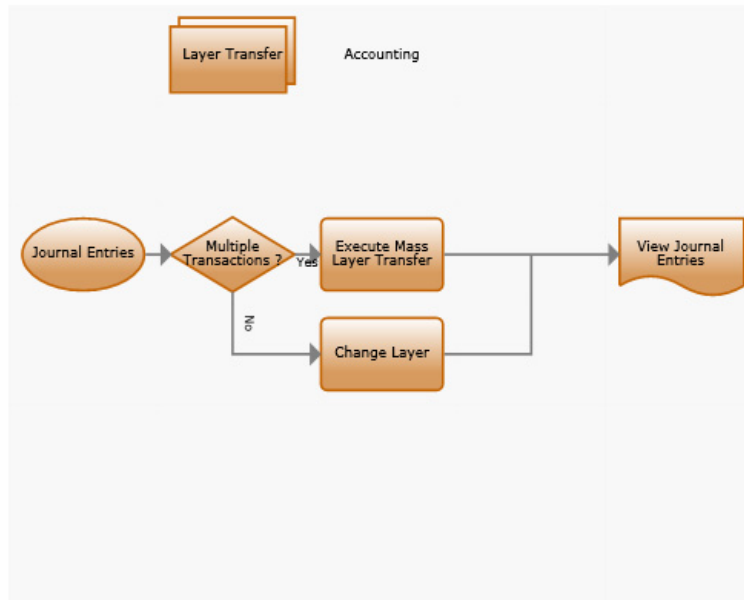 Layer Transfer
Accounting
Journal Entries
Multiple
Transactions ?
Yes
Execute Mass
Layer Transfer
View Journal
Entries
No
Change Layer